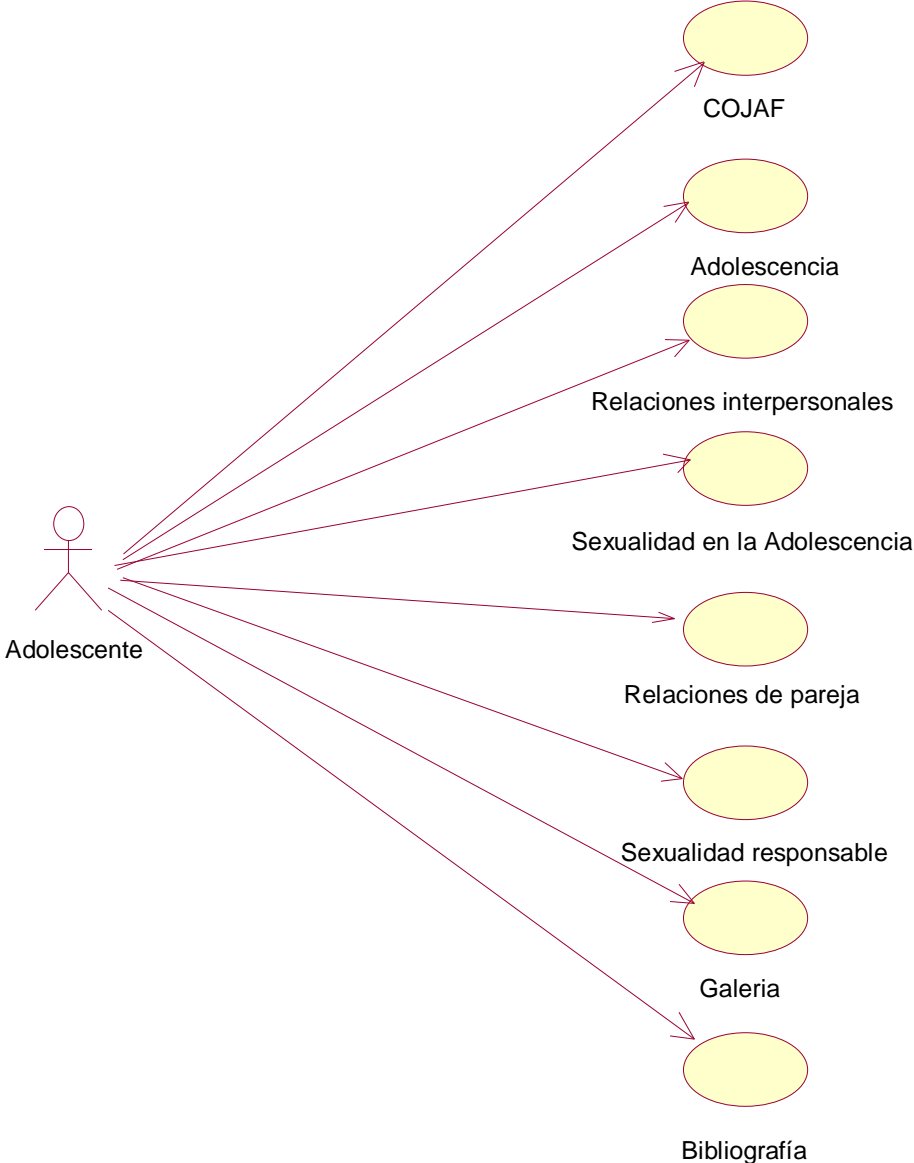 COJAF
Adolescencia
Relaciones interpersonales
Sexualidad en la Adolescencia
Adolescente
Relaciones de pareja
Sexualidad responsable
Galeria
Bibliografía